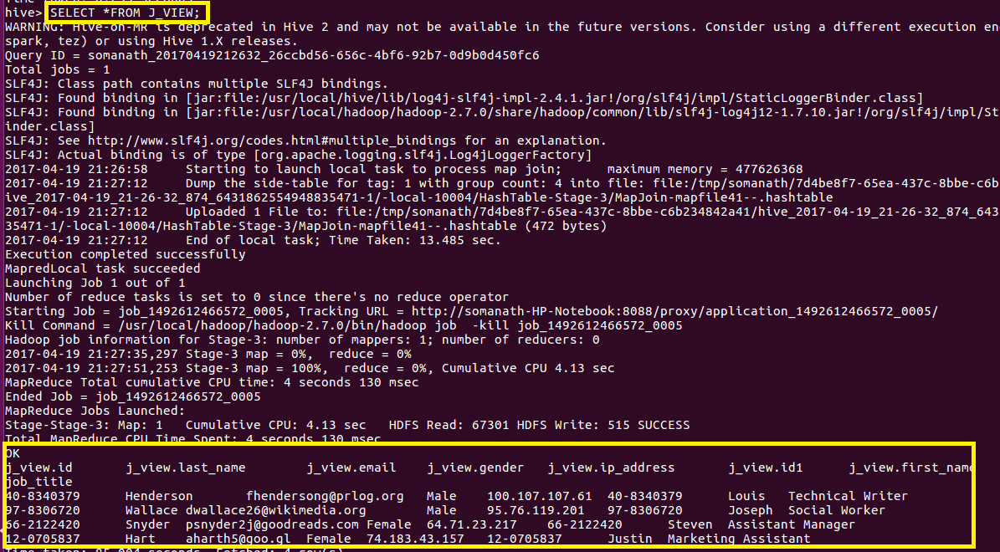 hive> SELECT *FROM J_VIEW;
WARNING: Hive-on-MR is deprecated in Hive 2 and may not be available in the future versions. Consider using a different execution en
spark, tez) or using Hive 1.X releases.
Query ID = somanath_20170419212632_26ccbd56-656c-4bf6-92b7-0d9b0d450fc6
Total jobs = 1
SLF4J: Class path contains multiple SLF4J bindings.
SLF4J: Found binding in [jar:file:/usr/local/hive/lib/log4j-slf4j-impl-2.4.1.jar!/org/slf4j/impl/StaticLoggerBinder.class]
SLF4J: Found binding in [jar:file:/usr/local/hadoop/hadoop-2.7.0/share/hadoop/common/lib/slf4j-log4j12-1.7.10.jar!/org/slf4j/impl/St
inder.class]
SLF4J: See http://www.slf4j.org/codes.html#multiple_bindings for an explanation.
SLF4J: Actual binding is of type [org.apache.logging.slf4j.Log4jLoggerFactory]
2017-04-19 21:26:58 Starting to launch local task to process map join; maximum memory = 477626368
2017-04-19 21:27:12 Dump the side-table for tag: 1 with group count: 4 into file: file:/tmp/somanath/7d4be8f7-65ea-437c-8bbe-c6b
ive_2017-04-19_21-26-32_874_6431862554948835471-1/-local-10004/HashTable-Stage-3/MapJoin-mapfile41--.hashtable
2017-04-19 21:27:12 Uploaded 1 File to: file:/tmp/somanath/7d4be8f7-65ea-437c-8bbe-c6b234842a41/hive_2017-04-19_21-26-32_874_643
35471-1/-local-10004/HashTable-Stage-3/MapJoin-mapfile41--.hashtable (472 bytes)
2017-04-19 21:27:12 End of local task; Time Taken: 13.485 sec.
Execution completed successfully
MapredLocal task succeeded
Launching Job 1 out of 1
Number of reduce tasks is set to 0 since there's no reduce operator
Starting Job = job_1492612466572_0005, Tracking URL = http://somanath-HP-Notebook:8088/proxy/application_1492612466572_0005/
Kill Command = /usr/local/hadoop/hadoop-2.7.0/bin/hadoop job -kill job_1492612466572_0005
Hadoop job information for Stage-3: number of mappers: 1; number of reducers: 0
2017-04-19 21:27:35,297 Stage-3 map = 0%, reduce = 0%
2017-04-19 21:27:51,253 Stage-3 map = 100%, reduce = 0%, Cumulative CPU 4.13 sec
MapReduce Total cumulative CPU time: 4 seconds 130 msec
Ended Job = job_1492612466572_0005
MapReduce Jobs Launched:
Stage-Stage-3: Map: 1 Cumulative CPU: 4.13 sec HDFS Read: 67301 HDFS Write: 515 SUCCESS
Total MapReduce CPU Time Spent: 4 seconds 130 msec
OK
j_view.id j_view.last_name j_view.email j_view.gender j_view.ip_address j_view.id1 j_view.first_name
job_title
40-8340379 Henderson fhendersong@prlog.org Male 100.107.107.61 40-8340379 Louis Technical Writer
97-8306720 Wallace dwallace26@wikimedia.org Male 95.76.119.201 97-8306720 Joseph Social Worker
66-2122420 Snyder psnyder2j@goodreads.com Female 64.71.23.217 66-2122420 Steven Assistant Manager
12-0705837 Hart aharth5@goo.gl Female 74.183.43.157 12-0705837 Justin Marketing Assistant
Time taken: 85.004 seconds, Fetched: 4 row(s)